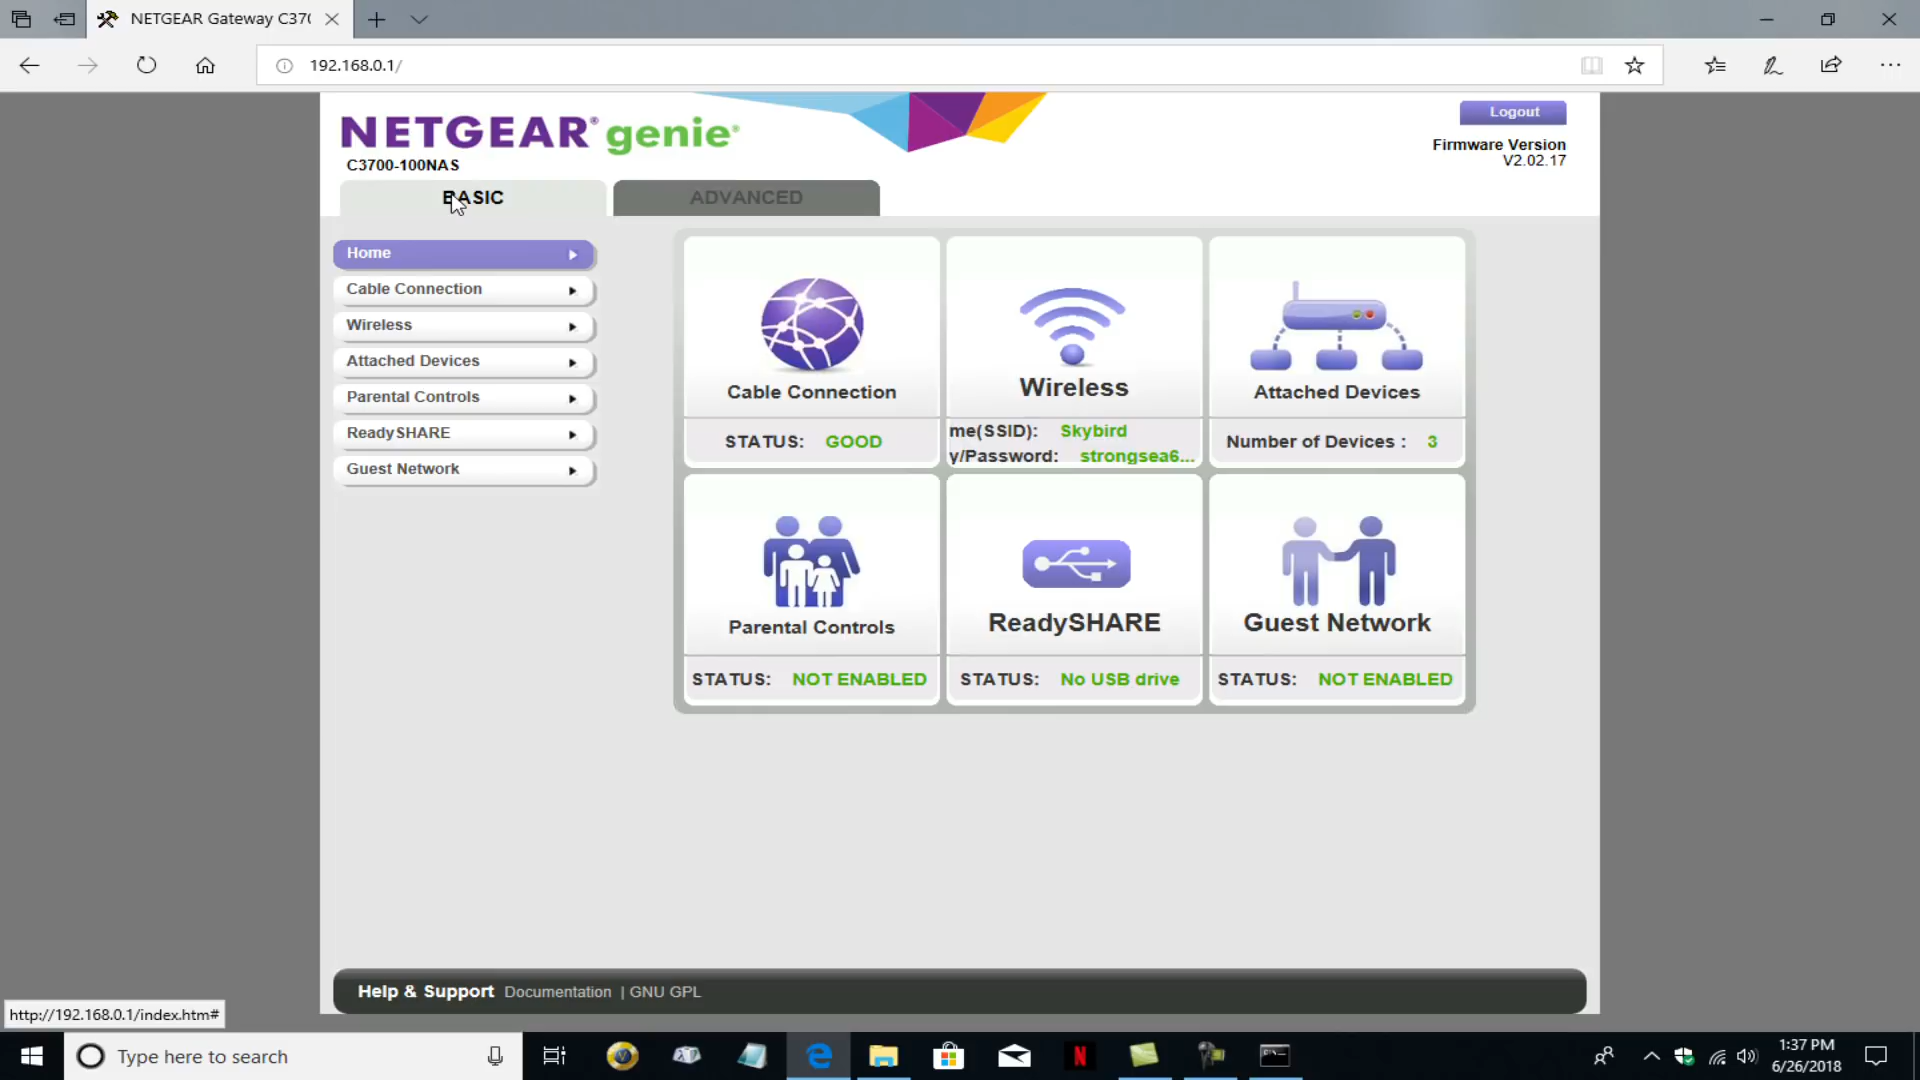 NETGEAR Gateway C370
192.168.0.1/
NETGEAR® genie®
C3700-100NAS
Logout
Firmware Version
V2.02.17
BASIC
ADVANCED
Home
Cable Connection
Wireless
Attached Devices
Parental Controls
ReadySHARE
Guest Network
Cable Connection
STATUS: GOOD
Wireless
me(SSID): Skybird
y/Password: strongsea6...
Attached Devices
Number of Devices : 3
Parental Controls
STATUS: NOT ENABLED
ReadySHARE
STATUS: No USB drive
Guest Network
STATUS: NOT ENABLED
Help & Support Documentation | GNU GPL
http://192.168.0.1/index.htm#
Type here to search
1:37 PM
6/26/2018